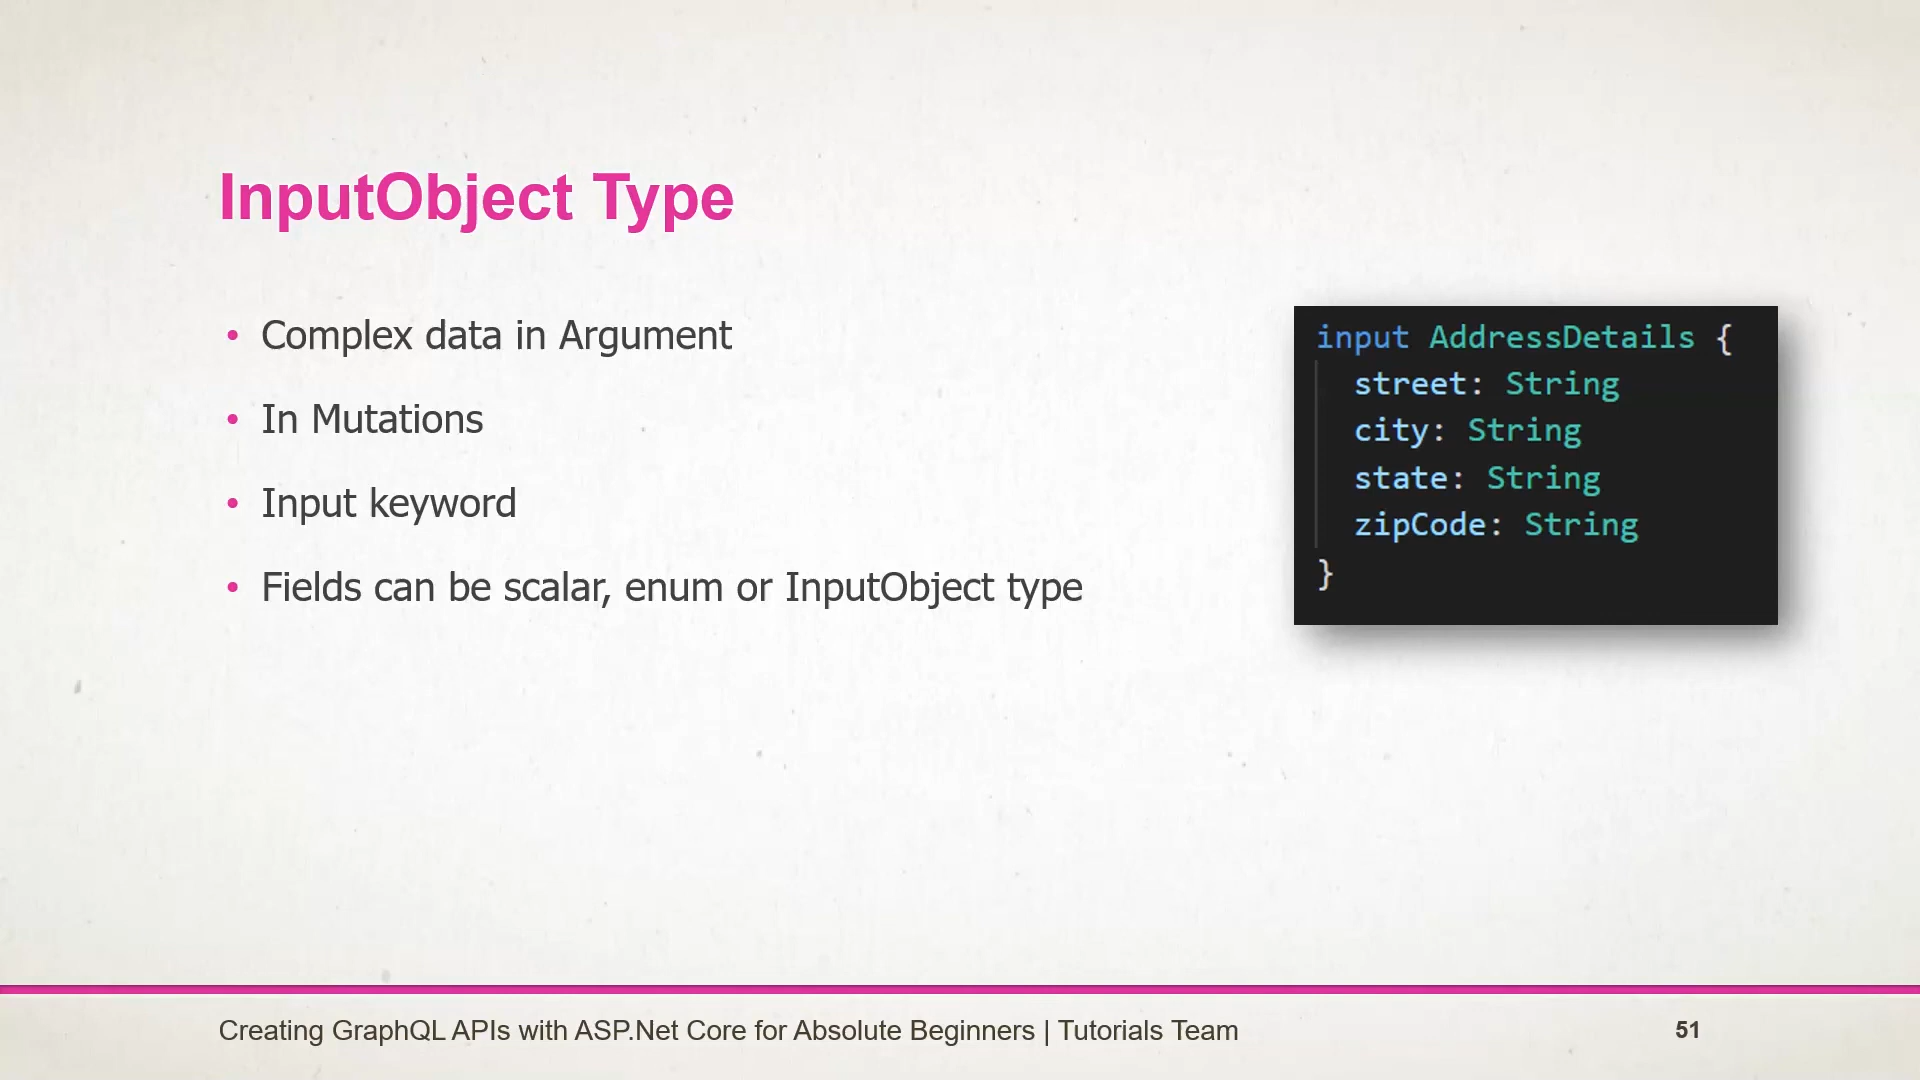 InputObject Type
• Complex data in Argument
• In Mutations
• Input keyword
• Fields can be scalar, enum or InputObject type
input AddressDetails {
street: String
city: String
state: String
zipCode: String
}
Creating GraphQL APIs with ASP.Net Core for Absolute Beginners | Tutorials Team
51